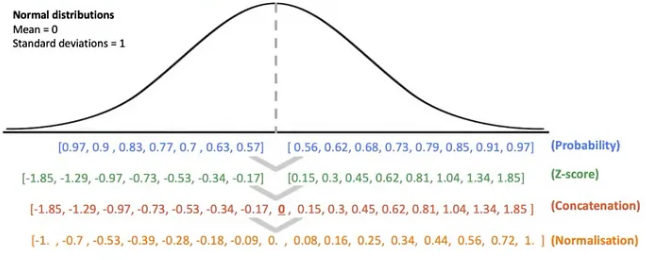 Normal distributions
Mean = 0
Standard deviations = 1
[0.97, 0.9 , 0.83, 0.77, 0.7 , 0.63, 0.57] [ 0.56, 0.62, 0.68, 0.73, 0.79, 0.85, 0.91, 0.97] (Probability)
[-1.85, -1.29, -0.97, -0.73, -0.53, -0.34, -0.17] [0.15, 0.3, 0.45, 0.62, 0.81, 1.04, 1.34, 1.85] (Z-score)
[-1.85, -1.29, -0.97, -0.73, -0.53, -0.34, -0.17, 0 , 0.15, 0.3, 0.45, 0.62, 0.81, 1.04, 1.34, 1.85 ] (Concatenation)
[-1. , -0.7 , -0.53, -0.39, -0.28, -0.18, -0.09, 0. , 0.08, 0.16, 0.25, 0.34, 0.44, 0.56, 0.72, 1. ] (Normalisation)